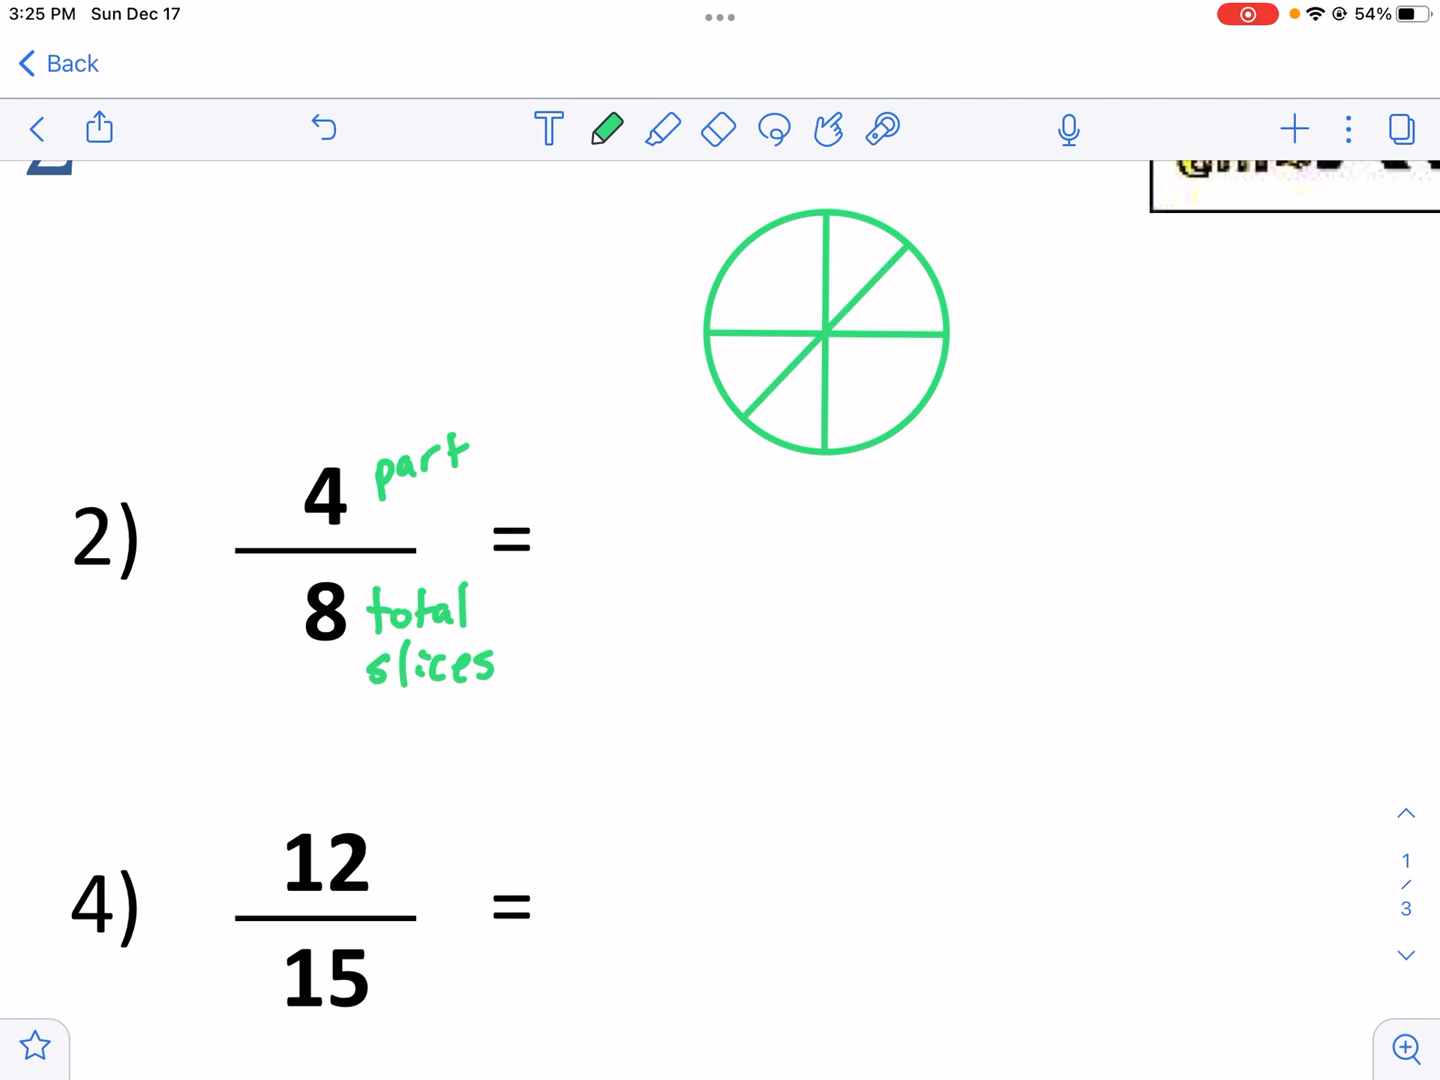 3:25 PM Sun Dec 17
54%
Back
T
2) 4 part
=
8 total
slices
4) 12
=
15
1
/
3